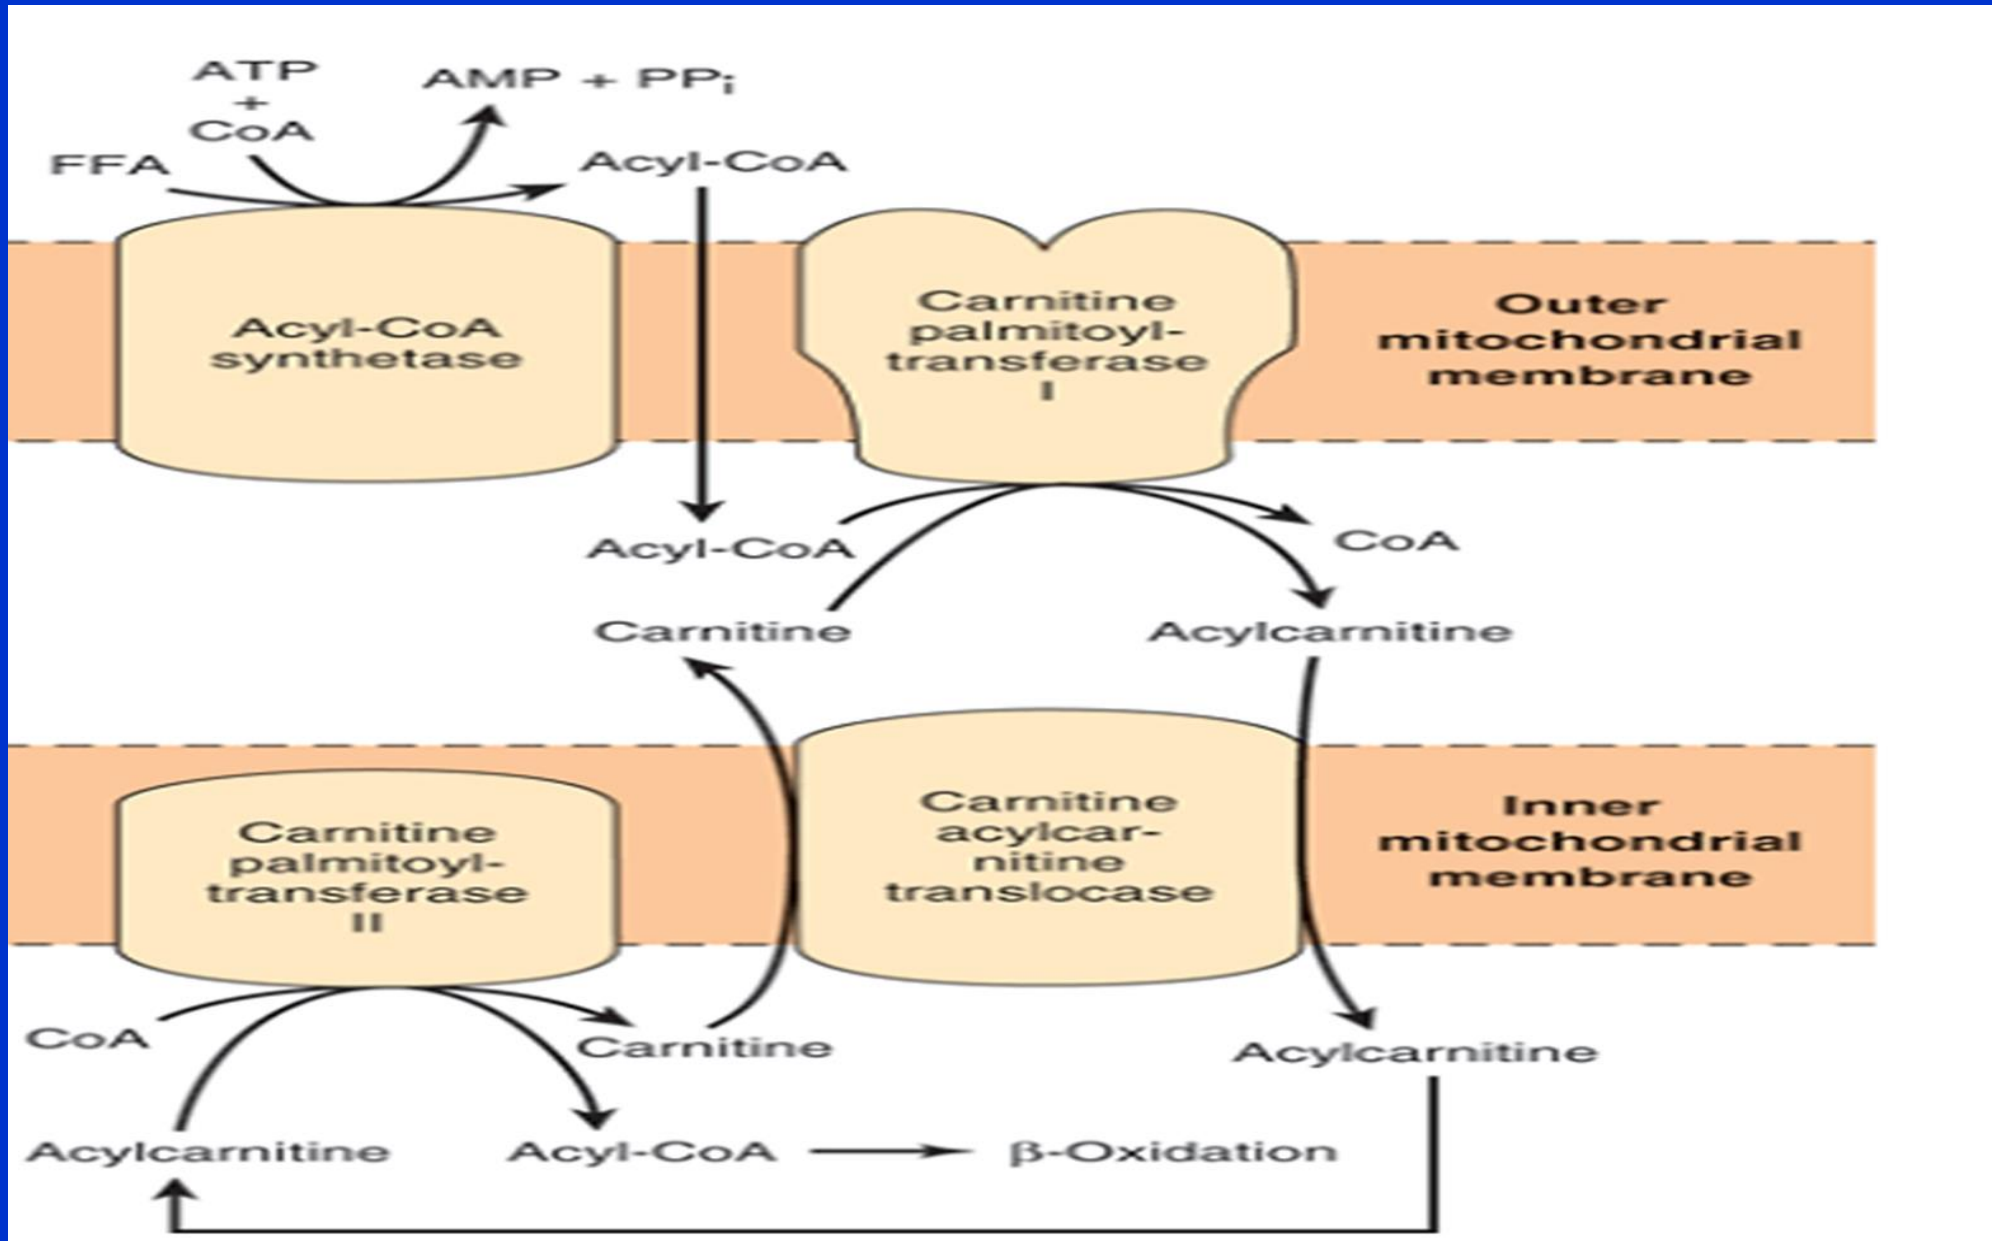 ATP
+
CoA
AMP + PPi
FFA
Acyl-CoA
Acyl-CoA
synthetase
Carnitine
palmitoyl-
transferase
I
Outer
mitochondrial
membrane
Acyl-CoA
CoA
Carnitine
Acylcarnitine
Carnitine
palmitoyl-
transferase
II
Carnitine
acylcar-
nitine
translocase
Inner
mitochondrial
membrane
CoA
Carnitine
Acylcarnitine
Acylcarnitine
Acyl-CoA
β-Oxidation